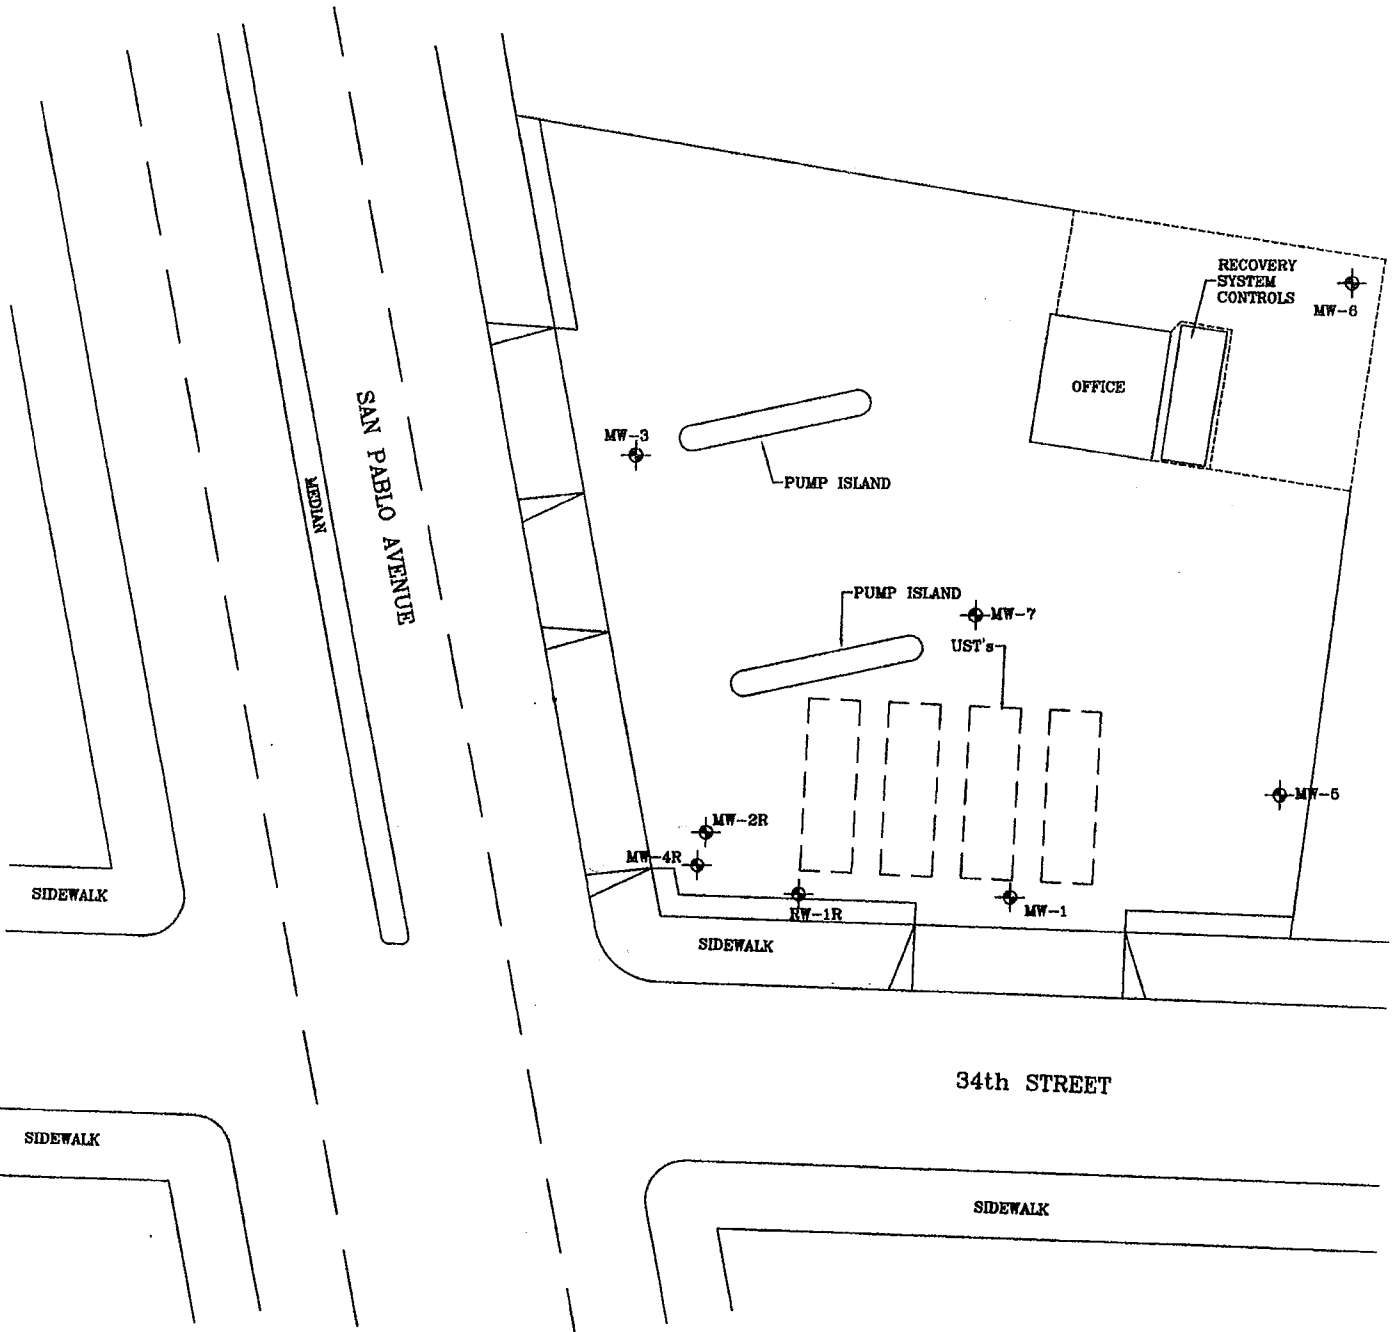 RECOVERY
SYSTEM
CONTROLS
MW-6
OFFICE
SAN PABLO AVENUE
MW-3
PUMP ISLAND
MEDIAN
PUMP ISLAND
MW-7
UST's
MW-5
MW-2R
MW-4R
SIDEWALK
RW-1R
MW-1
SIDEWALK
34th STREET
SIDEWALK
SIDEWALK